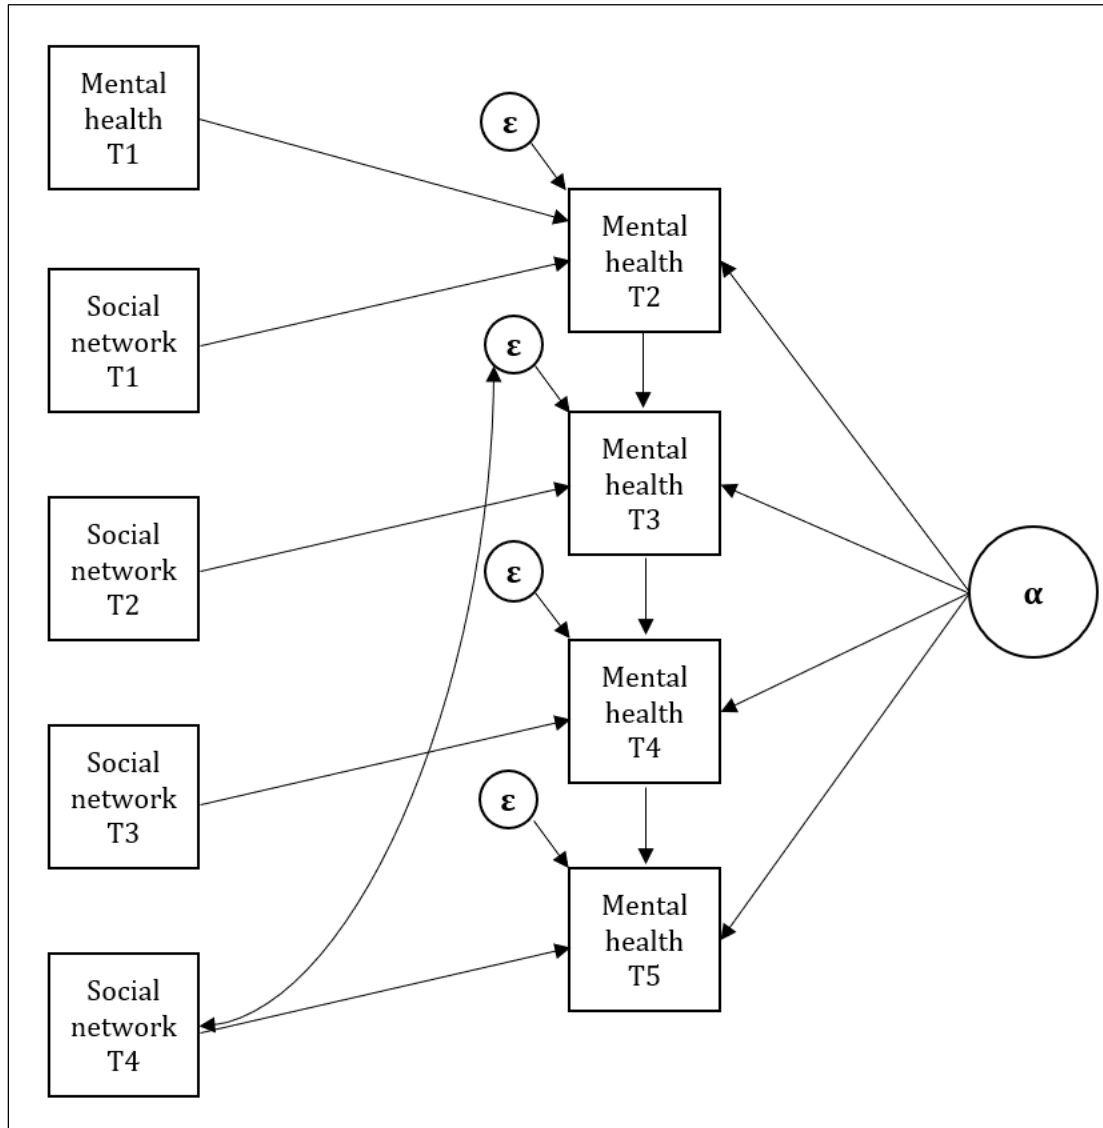 Mental
health
T1
ε
Mental
health
T2
Social
network
T1
ε
Mental
health
T3
Social
network
T2
ε
α
Mental
health
T4
Social
network
T3
ε
Mental
health
T5
Social
network
T4